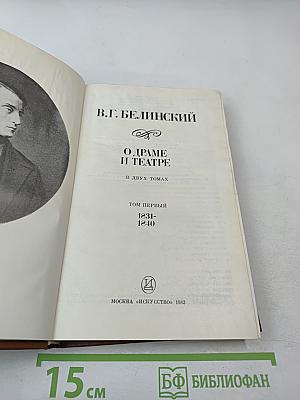 В.Г. БЕЛИНСКИЙ
О ДРАМЕ
И ТЕАТРЕ
В ДВУХ ТОМАХ
ТОМ ПЕРВЫЙ
1831-
1840
МОСКВА «ИСКУССТВО» 1983
15 СМ
БФ БИБЛИОФАН